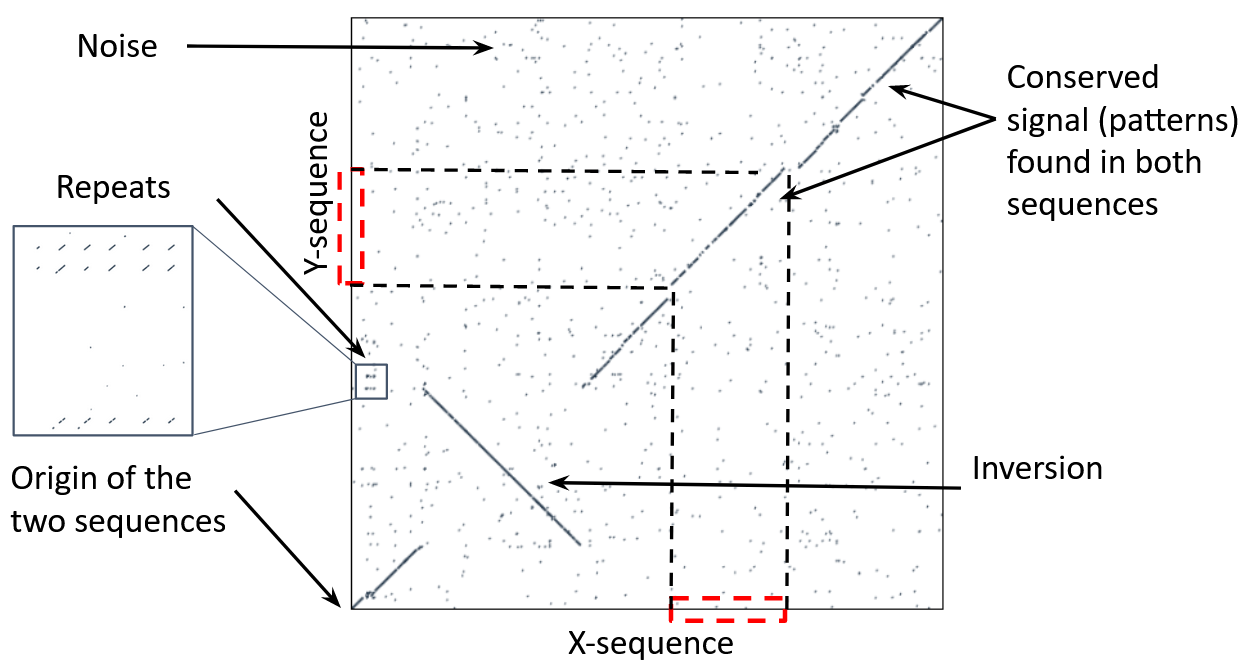 Noise
Conserved
signal (patterns)
found in both
sequences
Y-sequence
Repeats
Origin of the
two sequences
Inversion
X-sequence